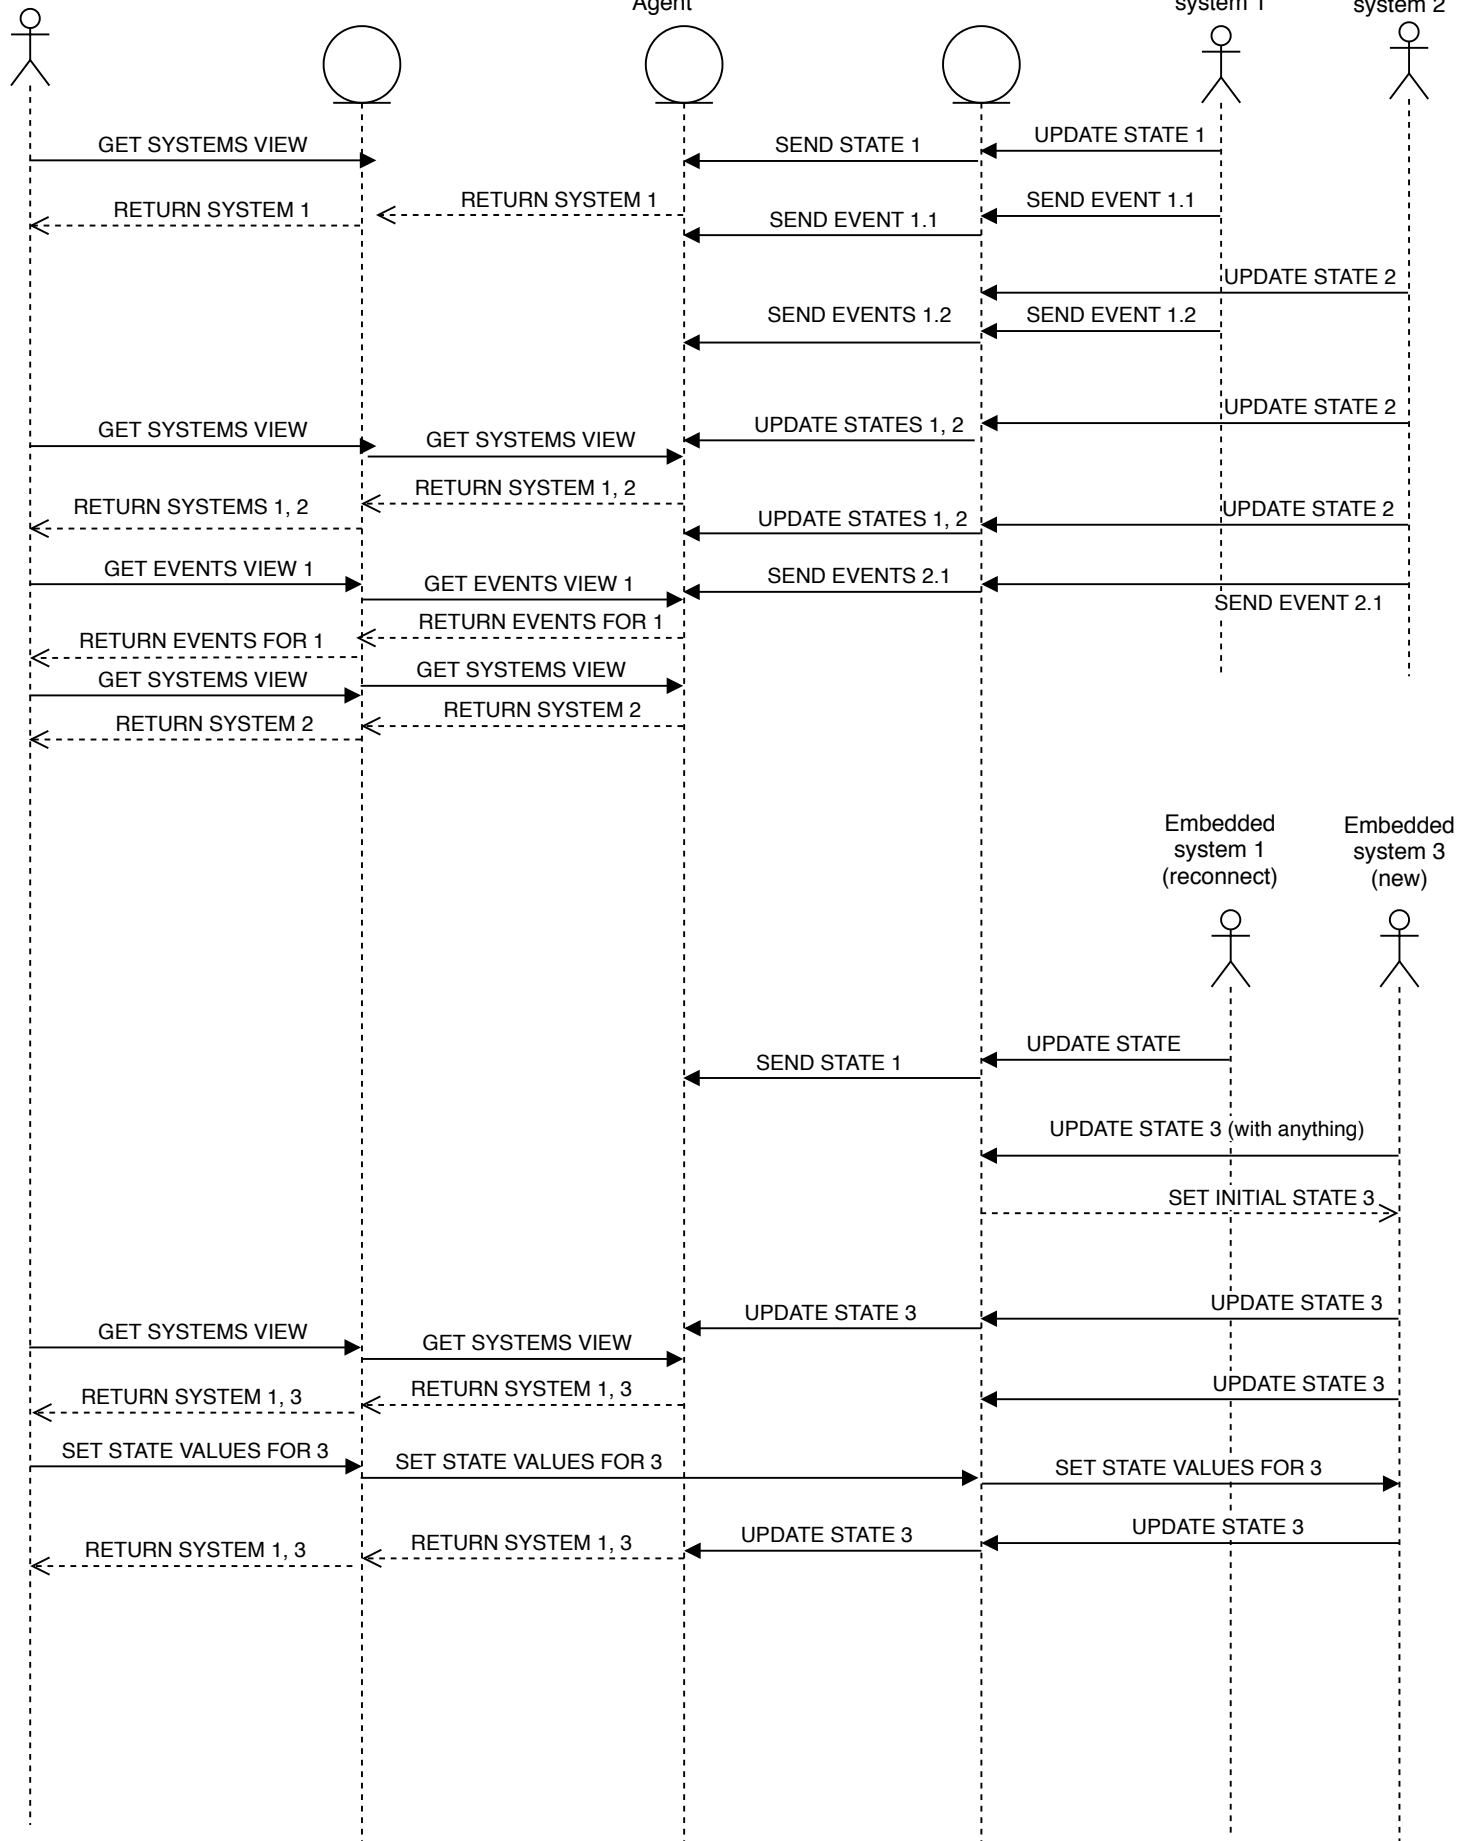 Agent
system 1
system 2
GET SYSTEMS VIEW
SEND STATE 1
UPDATE STATE 1
RETURN SYSTEM 1
RETURN SYSTEM 1
SEND EVENT 1.1
SEND EVENT 1.1
UPDATE STATE 2
SEND EVENTS 1.2
SEND EVENT 1.2
UPDATE STATE 2
GET SYSTEMS VIEW
GET SYSTEMS VIEW
UPDATE STATES 1, 2
RETURN SYSTEM 1, 2
RETURN SYSTEMS 1, 2
UPDATE STATES 1, 2
UPDATE STATE 2
GET EVENTS VIEW 1
GET EVENTS VIEW 1
SEND EVENTS 2.1
SEND EVENT 2.1
RETURN EVENTS FOR 1
RETURN EVENTS FOR 1
GET SYSTEMS VIEW
GET SYSTEMS VIEW
RETURN SYSTEM 2
RETURN SYSTEM 2
Embedded
system 1
(reconnect)
Embedded
system 3
(new)
UPDATE STATE
SEND STATE 1
UPDATE STATE 3 (with anything)
SET INITIAL STATE 3
UPDATE STATE 3
UPDATE STATE 3
GET SYSTEMS VIEW
GET SYSTEMS VIEW
RETURN SYSTEM 1, 3
RETURN SYSTEM 1, 3
UPDATE STATE 3
SET STATE VALUES FOR 3
SET STATE VALUES FOR 3
SET STATE VALUES FOR 3
RETURN SYSTEM 1, 3
RETURN SYSTEM 1, 3
UPDATE STATE 3
UPDATE STATE 3